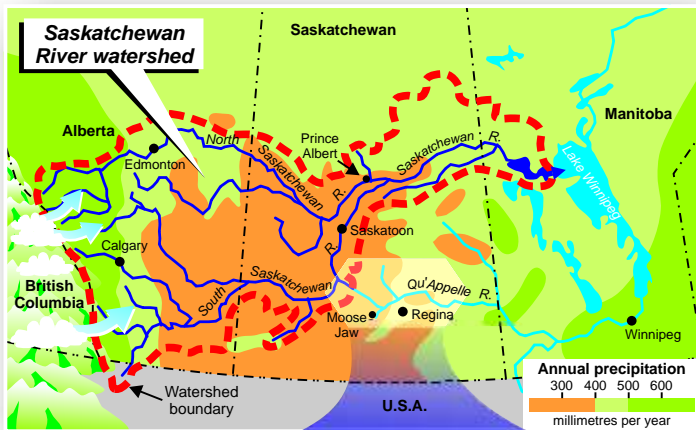 Saskatchewan
River watershed
Saskatchewan
Alberta
Manitoba
Edmonton
North
Saskatchewan
R.
Prince
Albert
Saskatchewan R.
Lake Winnipeg
Calgary
Saskatoon
R.
British
Columbia
South
Saskatchewan
Qu'Appelle R.
Moose
Jaw
Regina
Winnipeg
Watershed
boundary
U.S.A.
Annual precipitation
300 400 500 600
millimetres per year